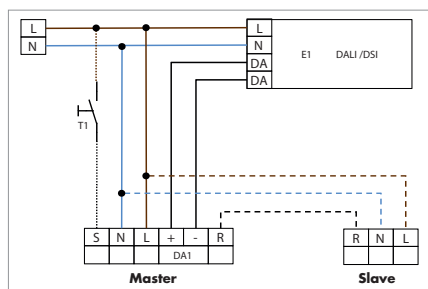 L
N
L
N
DA
DA
E1 DALI /DSI
T1
S N L + - R
DA1
R N L
Master
Slave